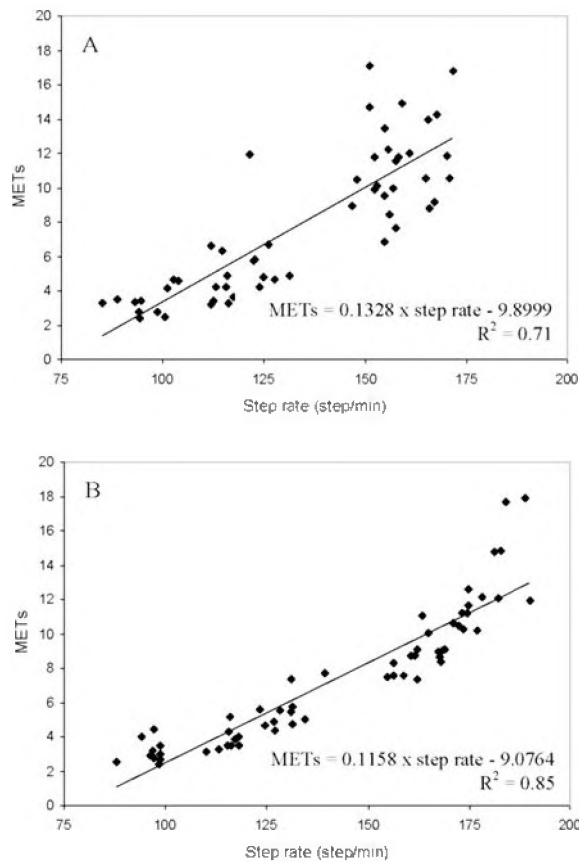 20
18
A
16
14
12
METs
10
8
6
4
METs = 0.1328 x step rate - 9.8999
2
R² = 0.71
0
75 100 125 150 175 200
Step rate (step/min)
20
18
B
16
14
12
METs
10
8
6
4
METs = 0.1158 x step rate - 9.0764
2
R² = 0.85
0
75 100 125 150 175 200
Step rate (step/min)